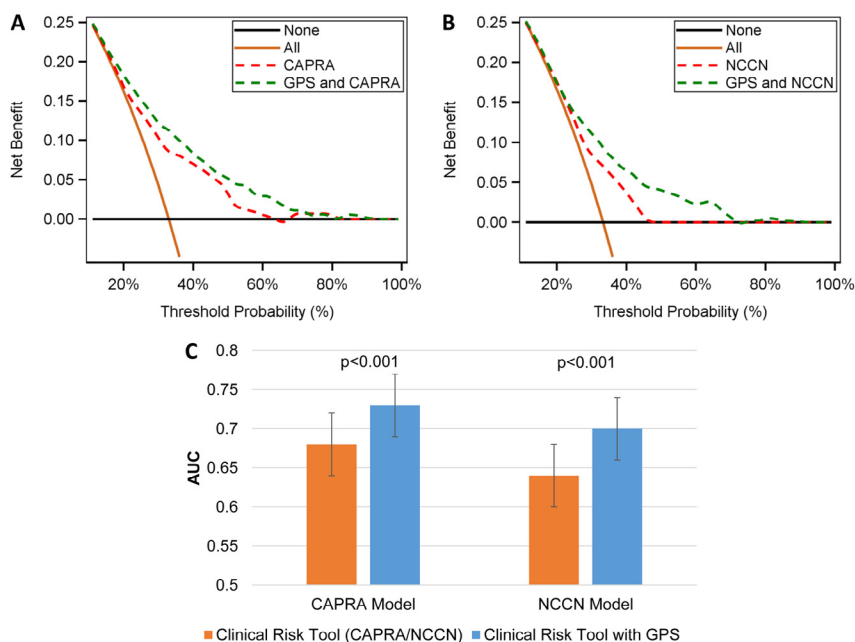 A
0.25
0.20
0.15
0.10
0.05
0.00
Net Benefit
None
All
CAPRA
GPS and CAPRA
20%
40%
60%
80%
100%
Threshold Probability (%)
B
0.25
0.20
0.15
0.10
0.05
0.00
Net Benefit
None
All
NCCN
GPS and NCCN
20%
40%
60%
80%
100%
Threshold Probability (%)
C
0.8
0.75
0.7
0.65
0.6
0.55
0.5
AUC
p<0.001
p<0.001
CAPRA Model
NCCN Model
Clinical Risk Tool (CAPRA/NCCN)
Clinical Risk Tool with GPS